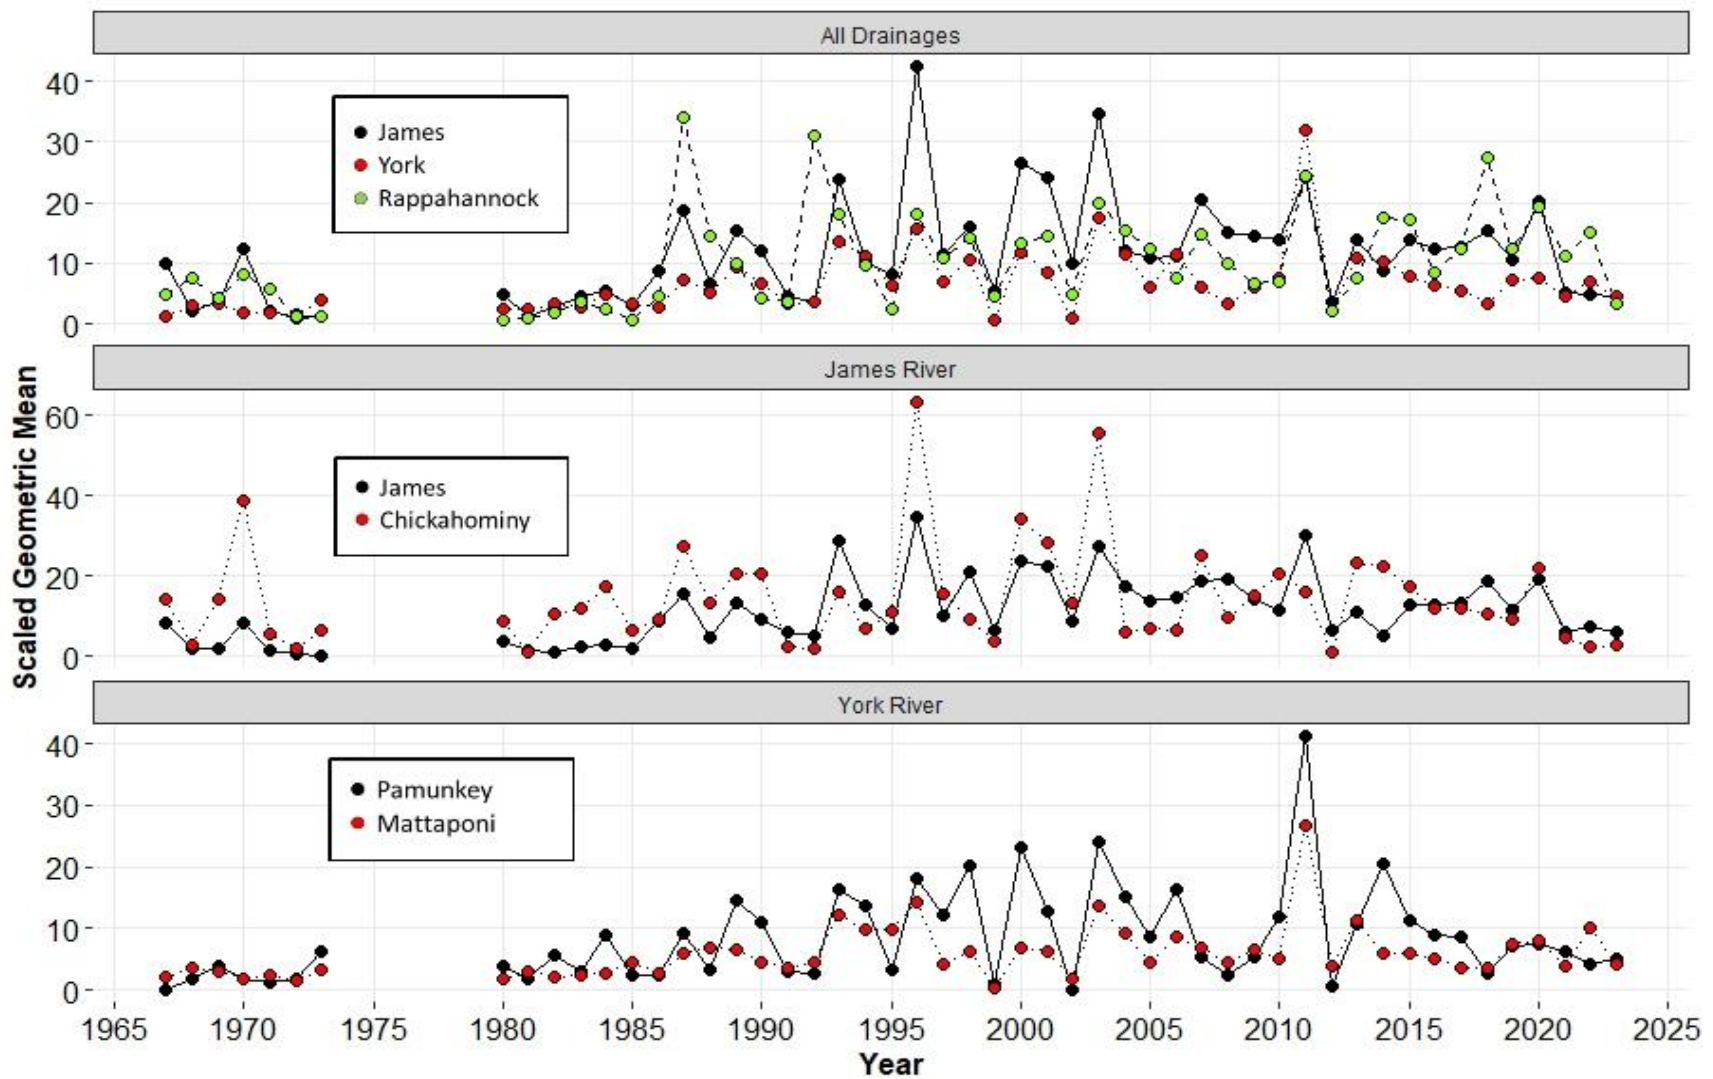 All Drainages
40
30
20
10
0
James
York
Rappahannock
James River
60
40
20
0
James
Chickahominy
Scaled Geometric Mean
York River
40
30
20
10
0
Pamunkey
Mattaponi
1965 1970 1975 1980 1985 1990 1995 2000 2005 2010 2015 2020 2025
Year